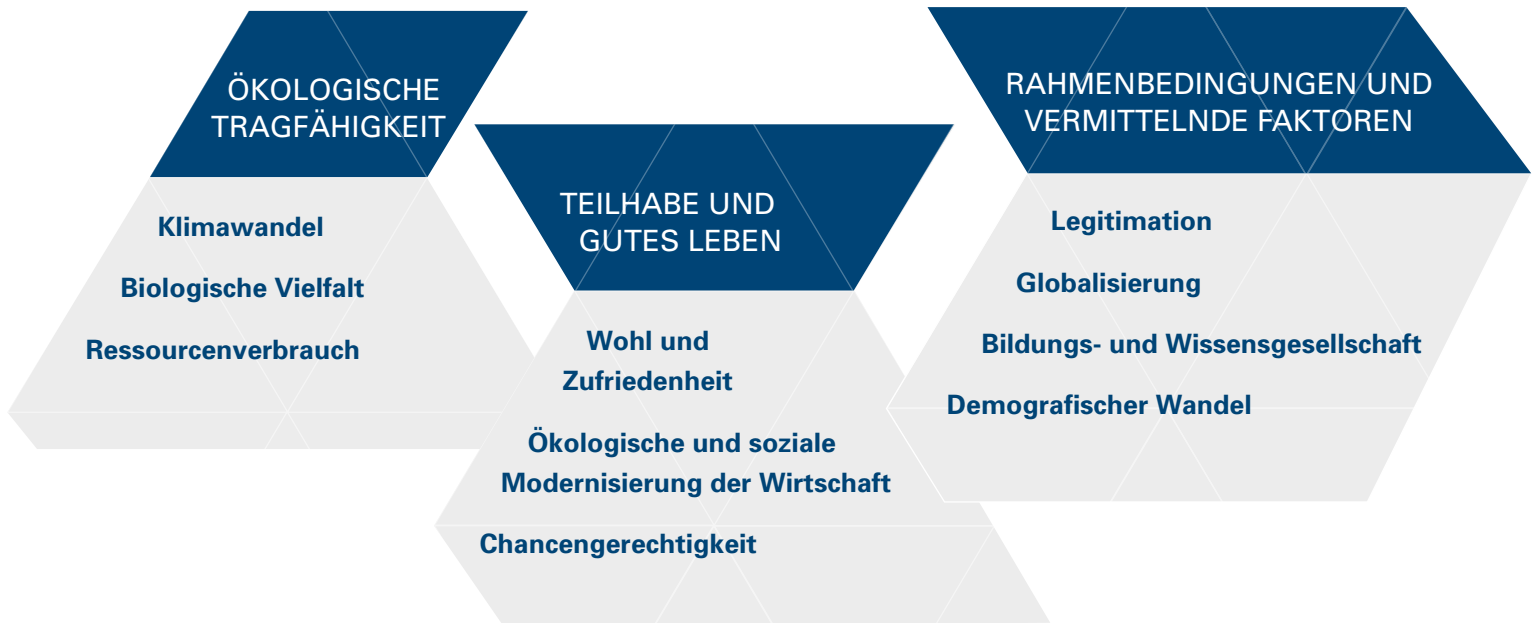 ÖKOLOGISCHE
TRAGFÄHIGKEIT
Klimawandel
Biologische Vielfalt
Ressourcenverbrauch
TEILHABE UND
GUTES LEBEN
Wohl und
Zufriedenheit
Ökologische und soziale
Modernisierung der Wirtschaft
Chancengerechtigkeit
RAHMENBEDINGUNGEN UND
VERMITTELNDE FAKTOREN
Legitimation
Globalisierung
Bildungs- und Wissensgesellschaft
Demografischer Wandel